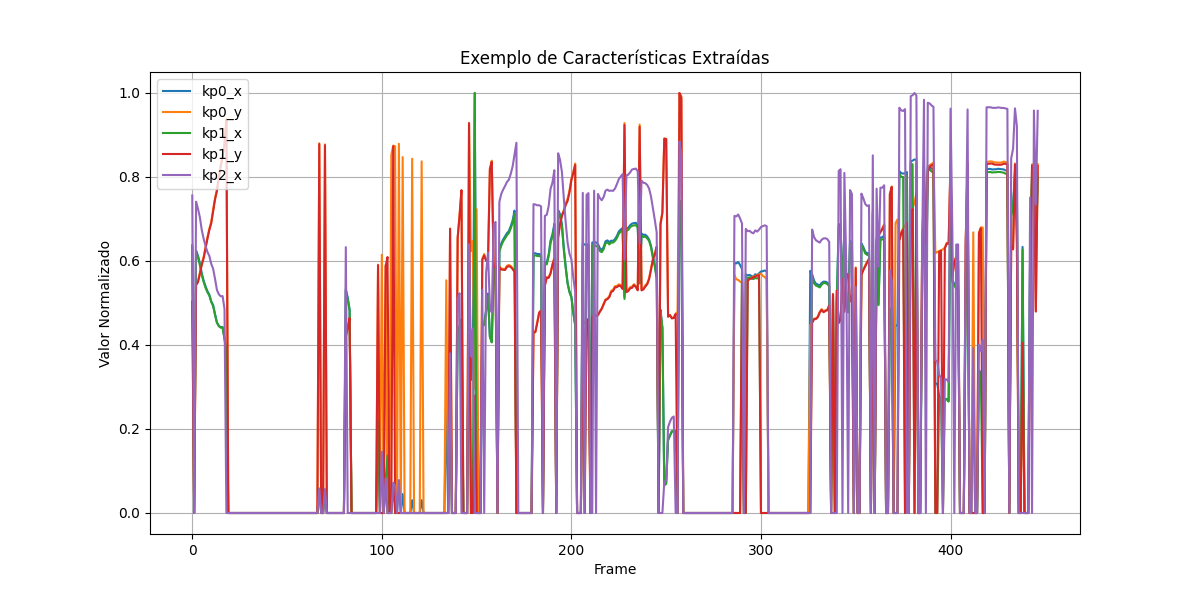 Exemplo de Características Extraídas
kp0_x
kp0_y
kp1_x
kp1_y
kp2_x
Valor Normalizado
1.0
0.8
0.6
0.4
0.2
0.0
0
100
200
300
400
Frame